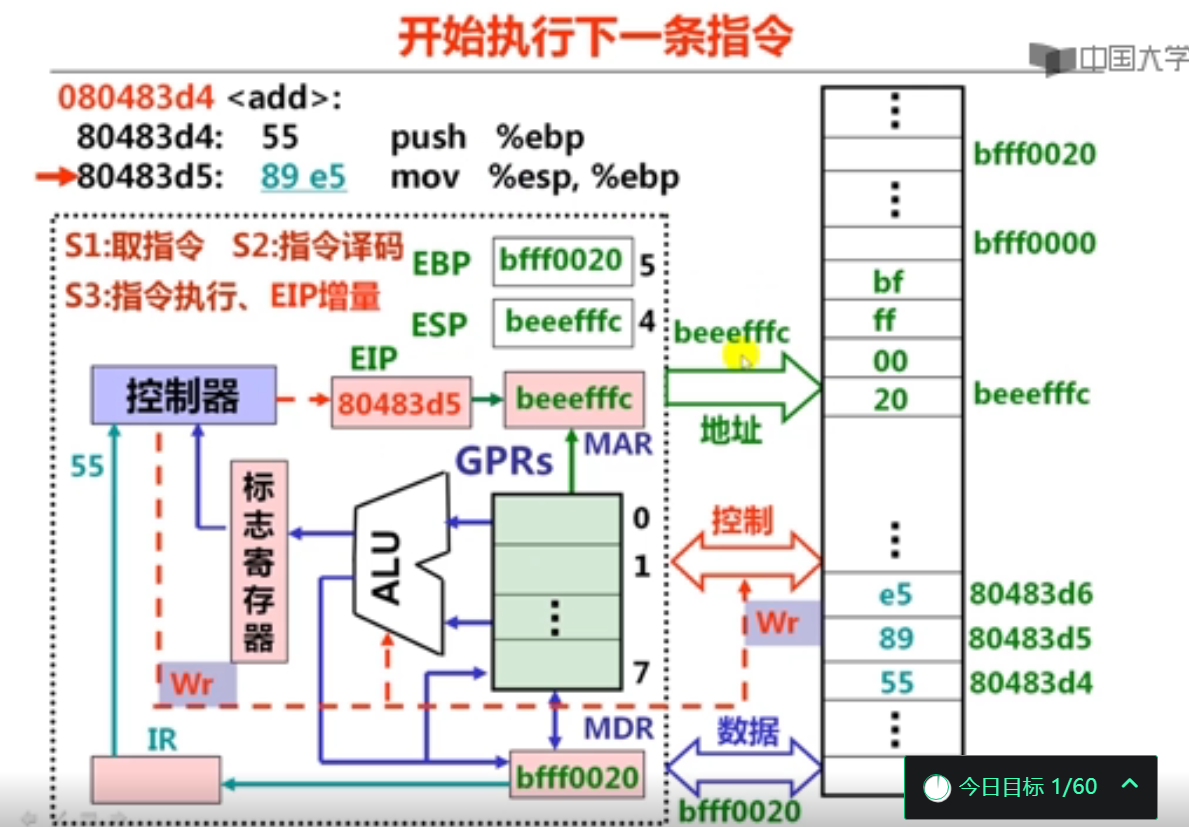 开始执行下一条指令
中国大学
080483d4 <add>:
80483d4: 55 push %ebp
80483d5: 89 e5 mov %esp, %ebp
S1:取指令 S2:指令译码
S3:指令执行、EIP增量
EBP bfff0020 5
ESP beeefffc 4
EIP
控制器
80483d5
beeefffc
MAR
GPRs
55
标志寄存器
ALU
0
1
⋮
7
Wr
IR
MDR
bfff0020
beeefffc
地址
控制
Wr
数据
bfff0020
⋮
bfff0020
⋮
bfff0000
bf
ff
00
20 beeefffc
⋮
e5 80483d6
89 80483d5
55 80483d4
⋮
今日目标 1/60